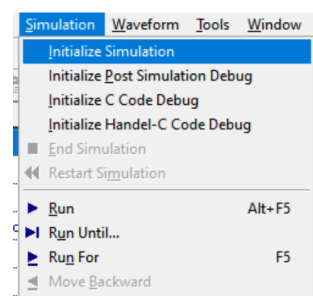 Simulation Waveform Tools Window
Initialize Simulation
Initialize Post Simulation Debug
Initialize C Code Debug
Initialize Handel-C Code Debug
End Simulation
Restart Simulation
Run Alt+F5
Run Until...
Run For F5
Move Backward